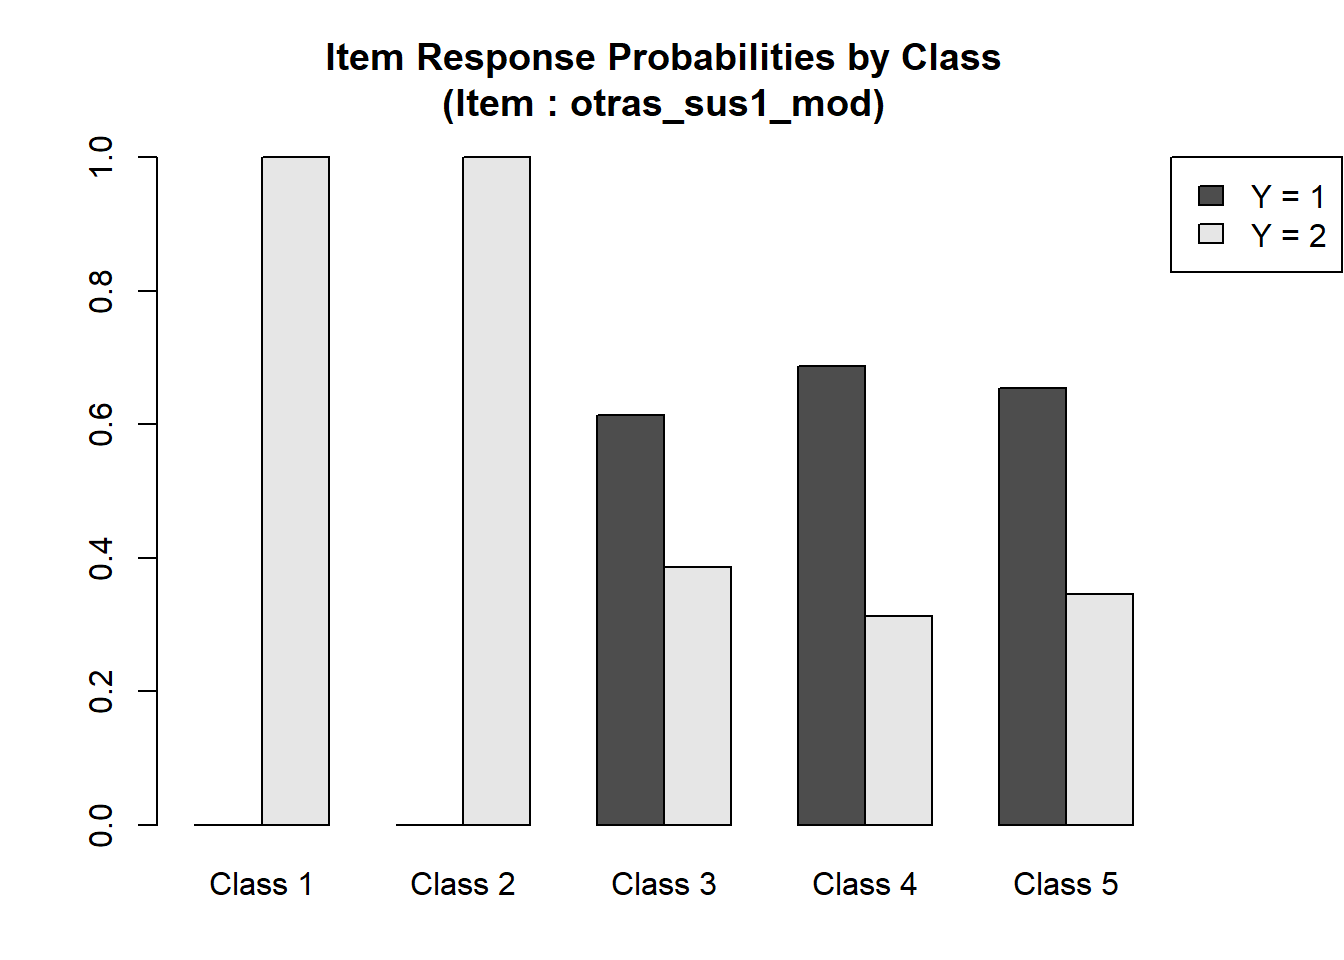 Item Response Probabilities by Class
(Item : otras_sus1_mod)
1.0
0.8
0.6
0.4
0.2
0.0
Y = 1
Y = 2
Class 1
Class 2
Class 3
Class 4
Class 5